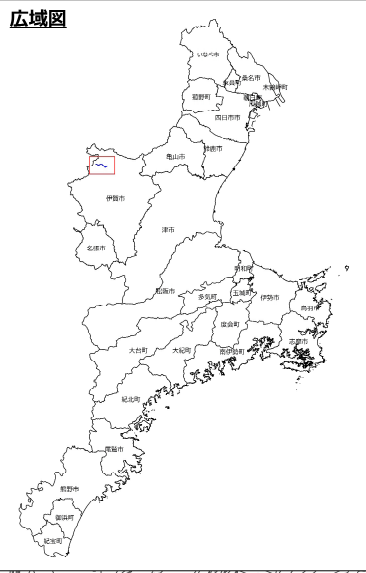 広域図
いなべ市
桑名市
東員町
木曽岬町
菰野町
朝日町
川越町
四日市市
鈴鹿市
亀山市
伊賀市
津市
名張市
明和町
松阪市
多気町
玉城町
伊勢市
鳥羽市
度会町
志摩市
大台町
大紀町
南伊勢町
紀北町
尾鷲市
熊野市
御浜町
紀宝町